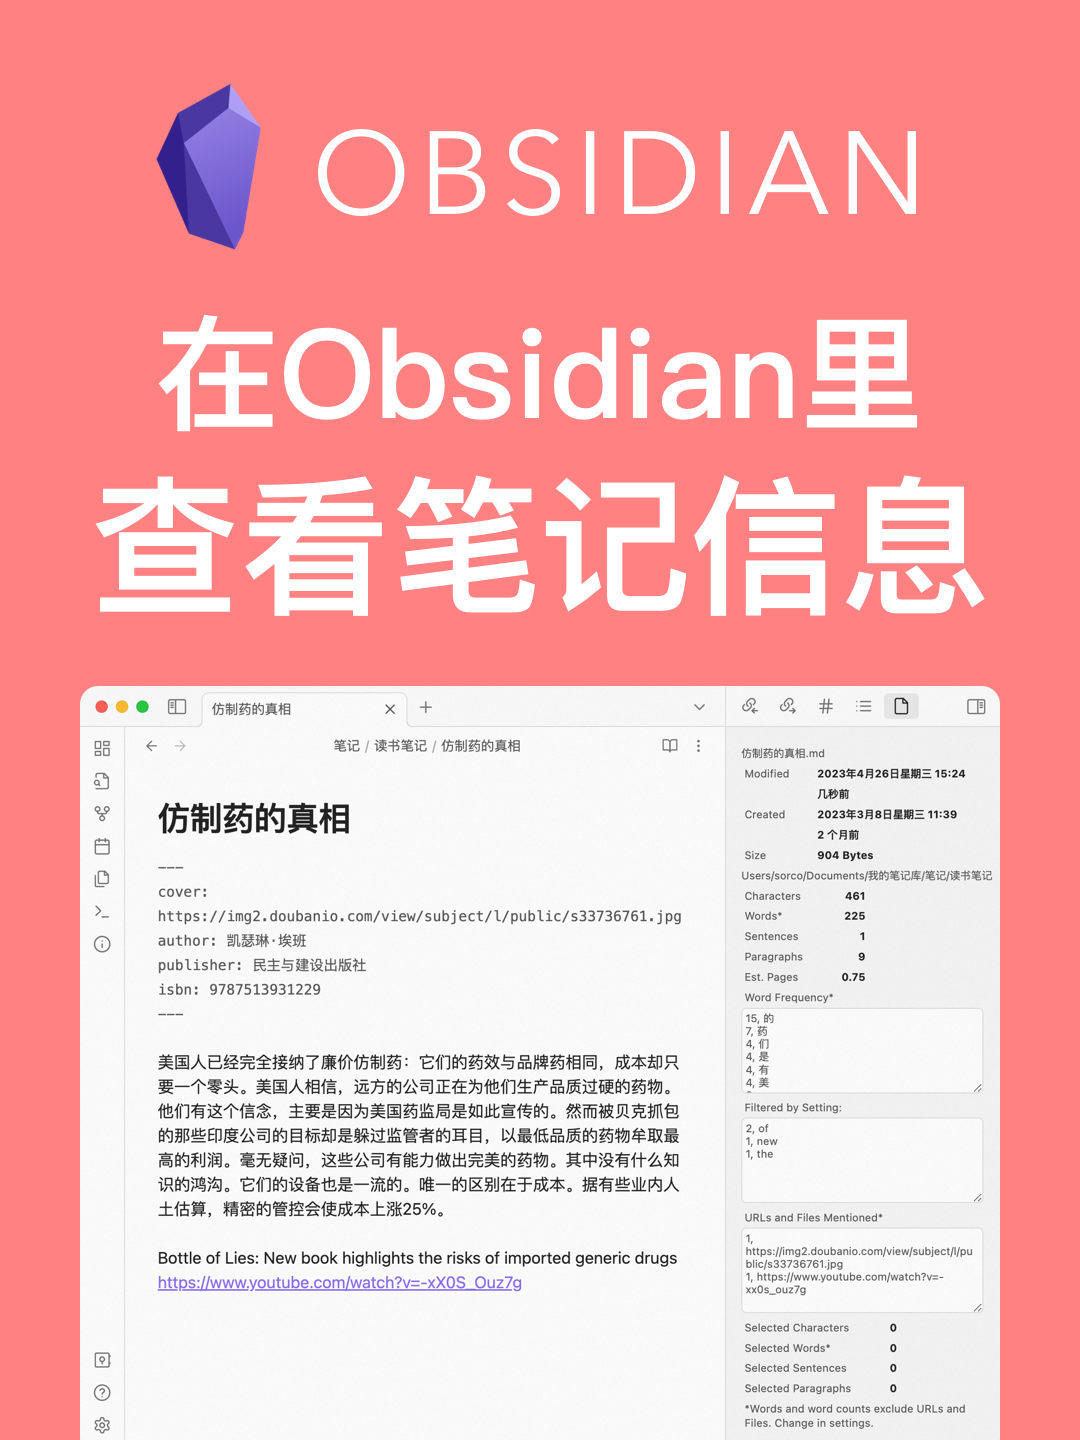 OBSIDIAN
在Obsidian里
查看笔记信息
仿制药的真相
笔记 / 读书笔记 / 仿制药的真相
仿制药的真相
---
cover:
https://img2.doubanio.com/view/subject/l/public/s33736761.jpg
author: 凯瑟琳·埃班
publisher: 民主与建设出版社
isbn: 9787513931229
---
美国人已经完全接纳了廉价仿制药：它们的药效与品牌药相同，成本却只
要一个零头。美国人相信，远方的公司正在为他们生产品质过硬的药物。
他们有这个信念，主要是因为美国药监局是如此宣传的。然而被贝克抓包
的那些印度公司的目标却是躲过监管者的耳目，以最低品质的药物牟取最
高的利润。毫无疑问，这些公司有能力做出完美的药物。其中没有什么知
识的鸿沟。它们的设备也是一流的。唯一的区别在于成本。据有些业内人
士估算，精密的管控会使成本上涨25%。
Bottle of Lies: New book highlights the risks of imported generic drugs
https://www.youtube.com/watch?v=-xX0S_Ouz7g
仿制药的真相.md
Modified 2023年4月26日星期三 15:24
几秒前
Created 2023年3月8日星期三 11:39
2 个月前
Size 904 Bytes
Users/sorco/Documents/我的笔记库/笔记/读书笔记
Characters 461
Words* 225
Sentences 1
Paragraphs 9
Est. Pages 0.75
Word Frequency*
15, 的
7, 药
4, 们
4, 是
4, 有
4, 美
Filtered by Setting:
2, of
1, new
1, the
URLs and Files Mentioned*
1,
https://img2.doubanio.com/view/subject/l/pu
blic/s33736761.jpg
1, https://www.youtube.com/watch?v=-
xx0s_ouz7g
Selected Characters 0
Selected Words* 0
Selected Sentences 0
Selected Paragraphs 0
*Words and word counts exclude URLs and
Files. Change in settings.